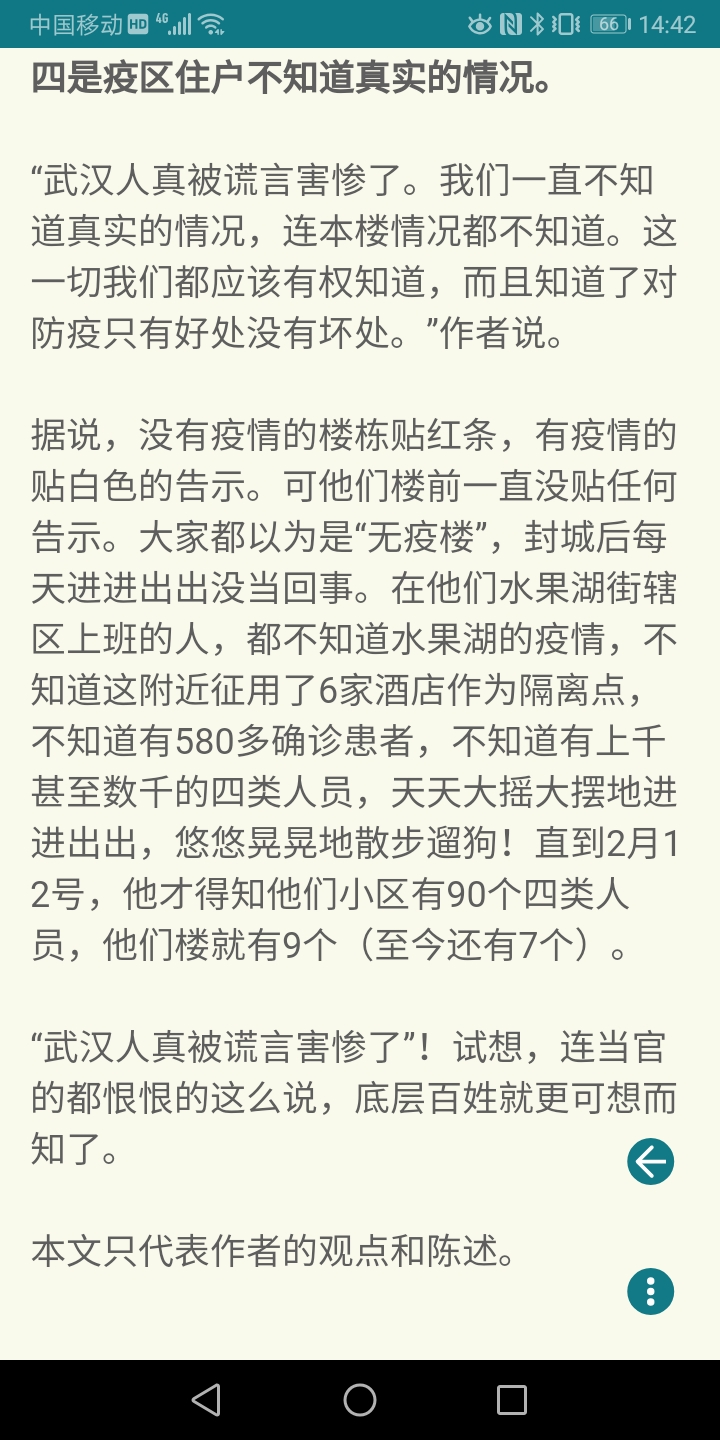 中国移动 HD 4G 66 14:42
四是疫区住户不知道真实的情况。
“武汉人真被谎言害惨了。我们一直不知
道真实的情况，连本楼情况都不知道。这
一切我们都应该有权知道，而且知道了对
防疫只有好处没有坏处。”作者说。
据说，没有疫情的楼栋贴红条，有疫情的
贴白色的告示。可他们楼前一直没贴任何
告示。大家都以为是“无疫楼”，封城后每
天进进出出没当回事。在他们水果湖街辖
区上班的人，都不知道水果湖的疫情，不
知道这附近征用了6家酒店作为隔离点，
不知道有580多确诊患者，不知道有上千
甚至数千的四类人员，天天大摇大摆地进
进出出，悠悠晃晃地散步遛狗！直到2月1
2号，他才得知他们小区有90个四类人
员，他们楼就有9个（至今还有7个）。
“武汉人真被谎言害惨了”！试想，连当官
的都恨恨的这么说，底层百姓就更可想而
知了。
本文只代表作者的观点和陈述。